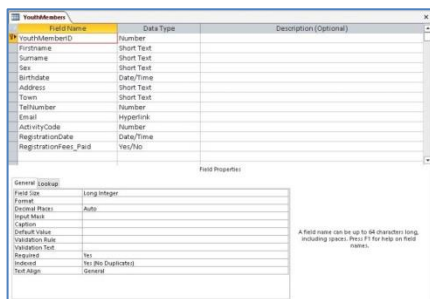 YouthMembers
Field Name Data Type Description (Optional)
YouthMemberID Number
Firstname Short Text
Surname Short Text
Sex Short Text
Birthdate Date/Time
Address Short Text
Town Short Text
TelNumber Number
Email Hyperlink
ActivityCode Number
RegistrationDate Date/Time
RegistrationFees_Paid Yes/No
Field Properties
General Lookup
Field Size Long Integer
Format
Decimal Places Auto
Input Mask
Caption
Default Value
Validation Rule
Validation Text
Required Yes
Indexed Yes (No Duplicates)
Text Align General
A field name can be up to 64 characters long,
including spaces. Press F1 for help on field
names.